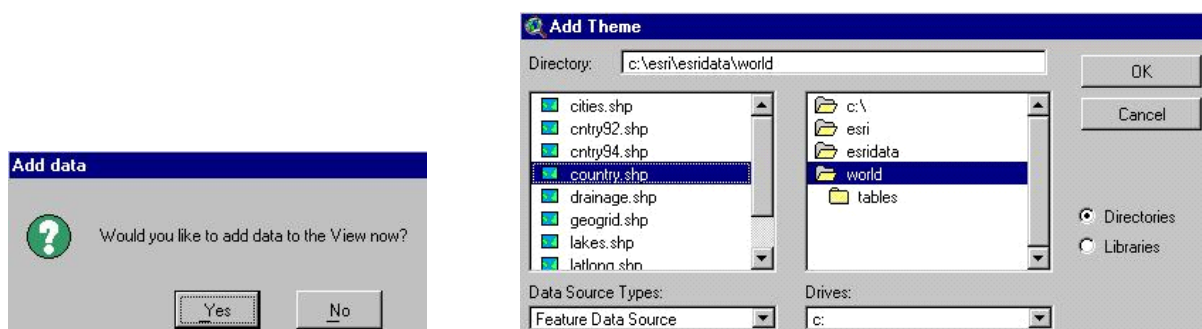 Add data
Would you like to add data to the View now?
Yes
No
Add Theme
Directory:
c:\esri\esridata\world
OK
Cancel
cities.shp
cntry92.shp
cntry94.shp
country.shp
drainage.shp
geogrid.shp
lakes.shp
latlong.shp
c:\
esri
esridata
world
tables
Directories
Libraries
Data Source Types:
Feature Data Source
Drives:
c: